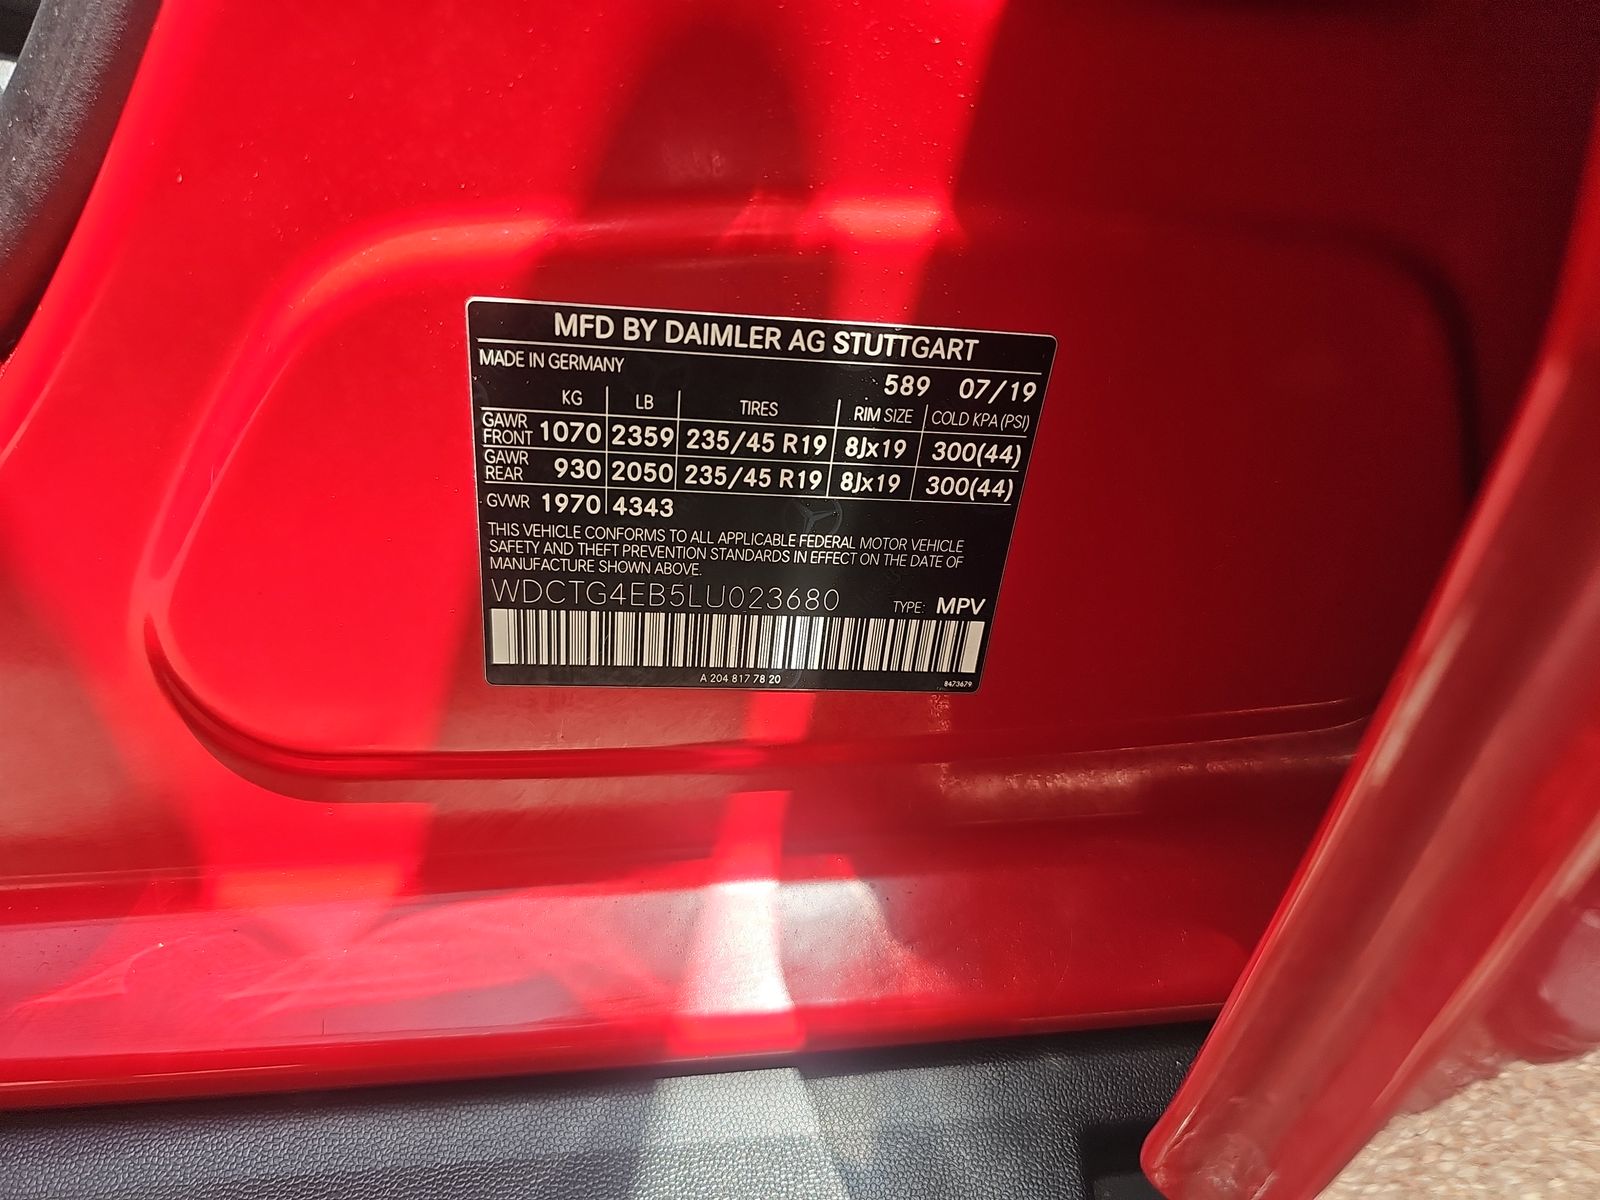 MFD BY DAIMLER AG STUTTGART
MADE IN GERMANY
589 07/19
KG LB TIRES RIM SIZE COLD KPA (PSI)
GAWR FRONT 1070 2359 235/45 R19 8Jx19 300(44)
GAWR REAR 930 2050 235/45 R19 8Jx19 300(44)
GVWR 1970 4343
THIS VEHICLE CONFORMS TO ALL APPLICABLE FEDERAL MOTOR VEHICLE
SAFETY AND THEFT PREVENTION STANDARDS IN EFFECT ON THE DATE OF
MANUFACTURE SHOWN ABOVE.
WDCTG4EB5LU023680 TYPE: MPV
A 204 817 78 20 8473679